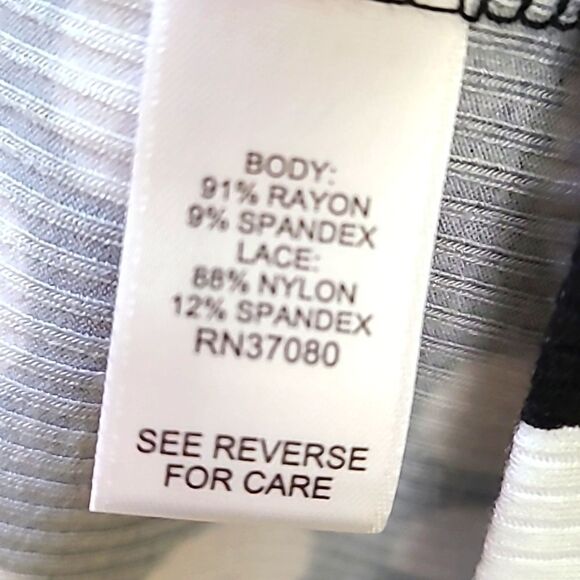 BODY:
91% RAYON
9% SPANDEX
LACE:
88% NYLON
12% SPANDEX
RN37080
SEE REVERSE
FOR CARE